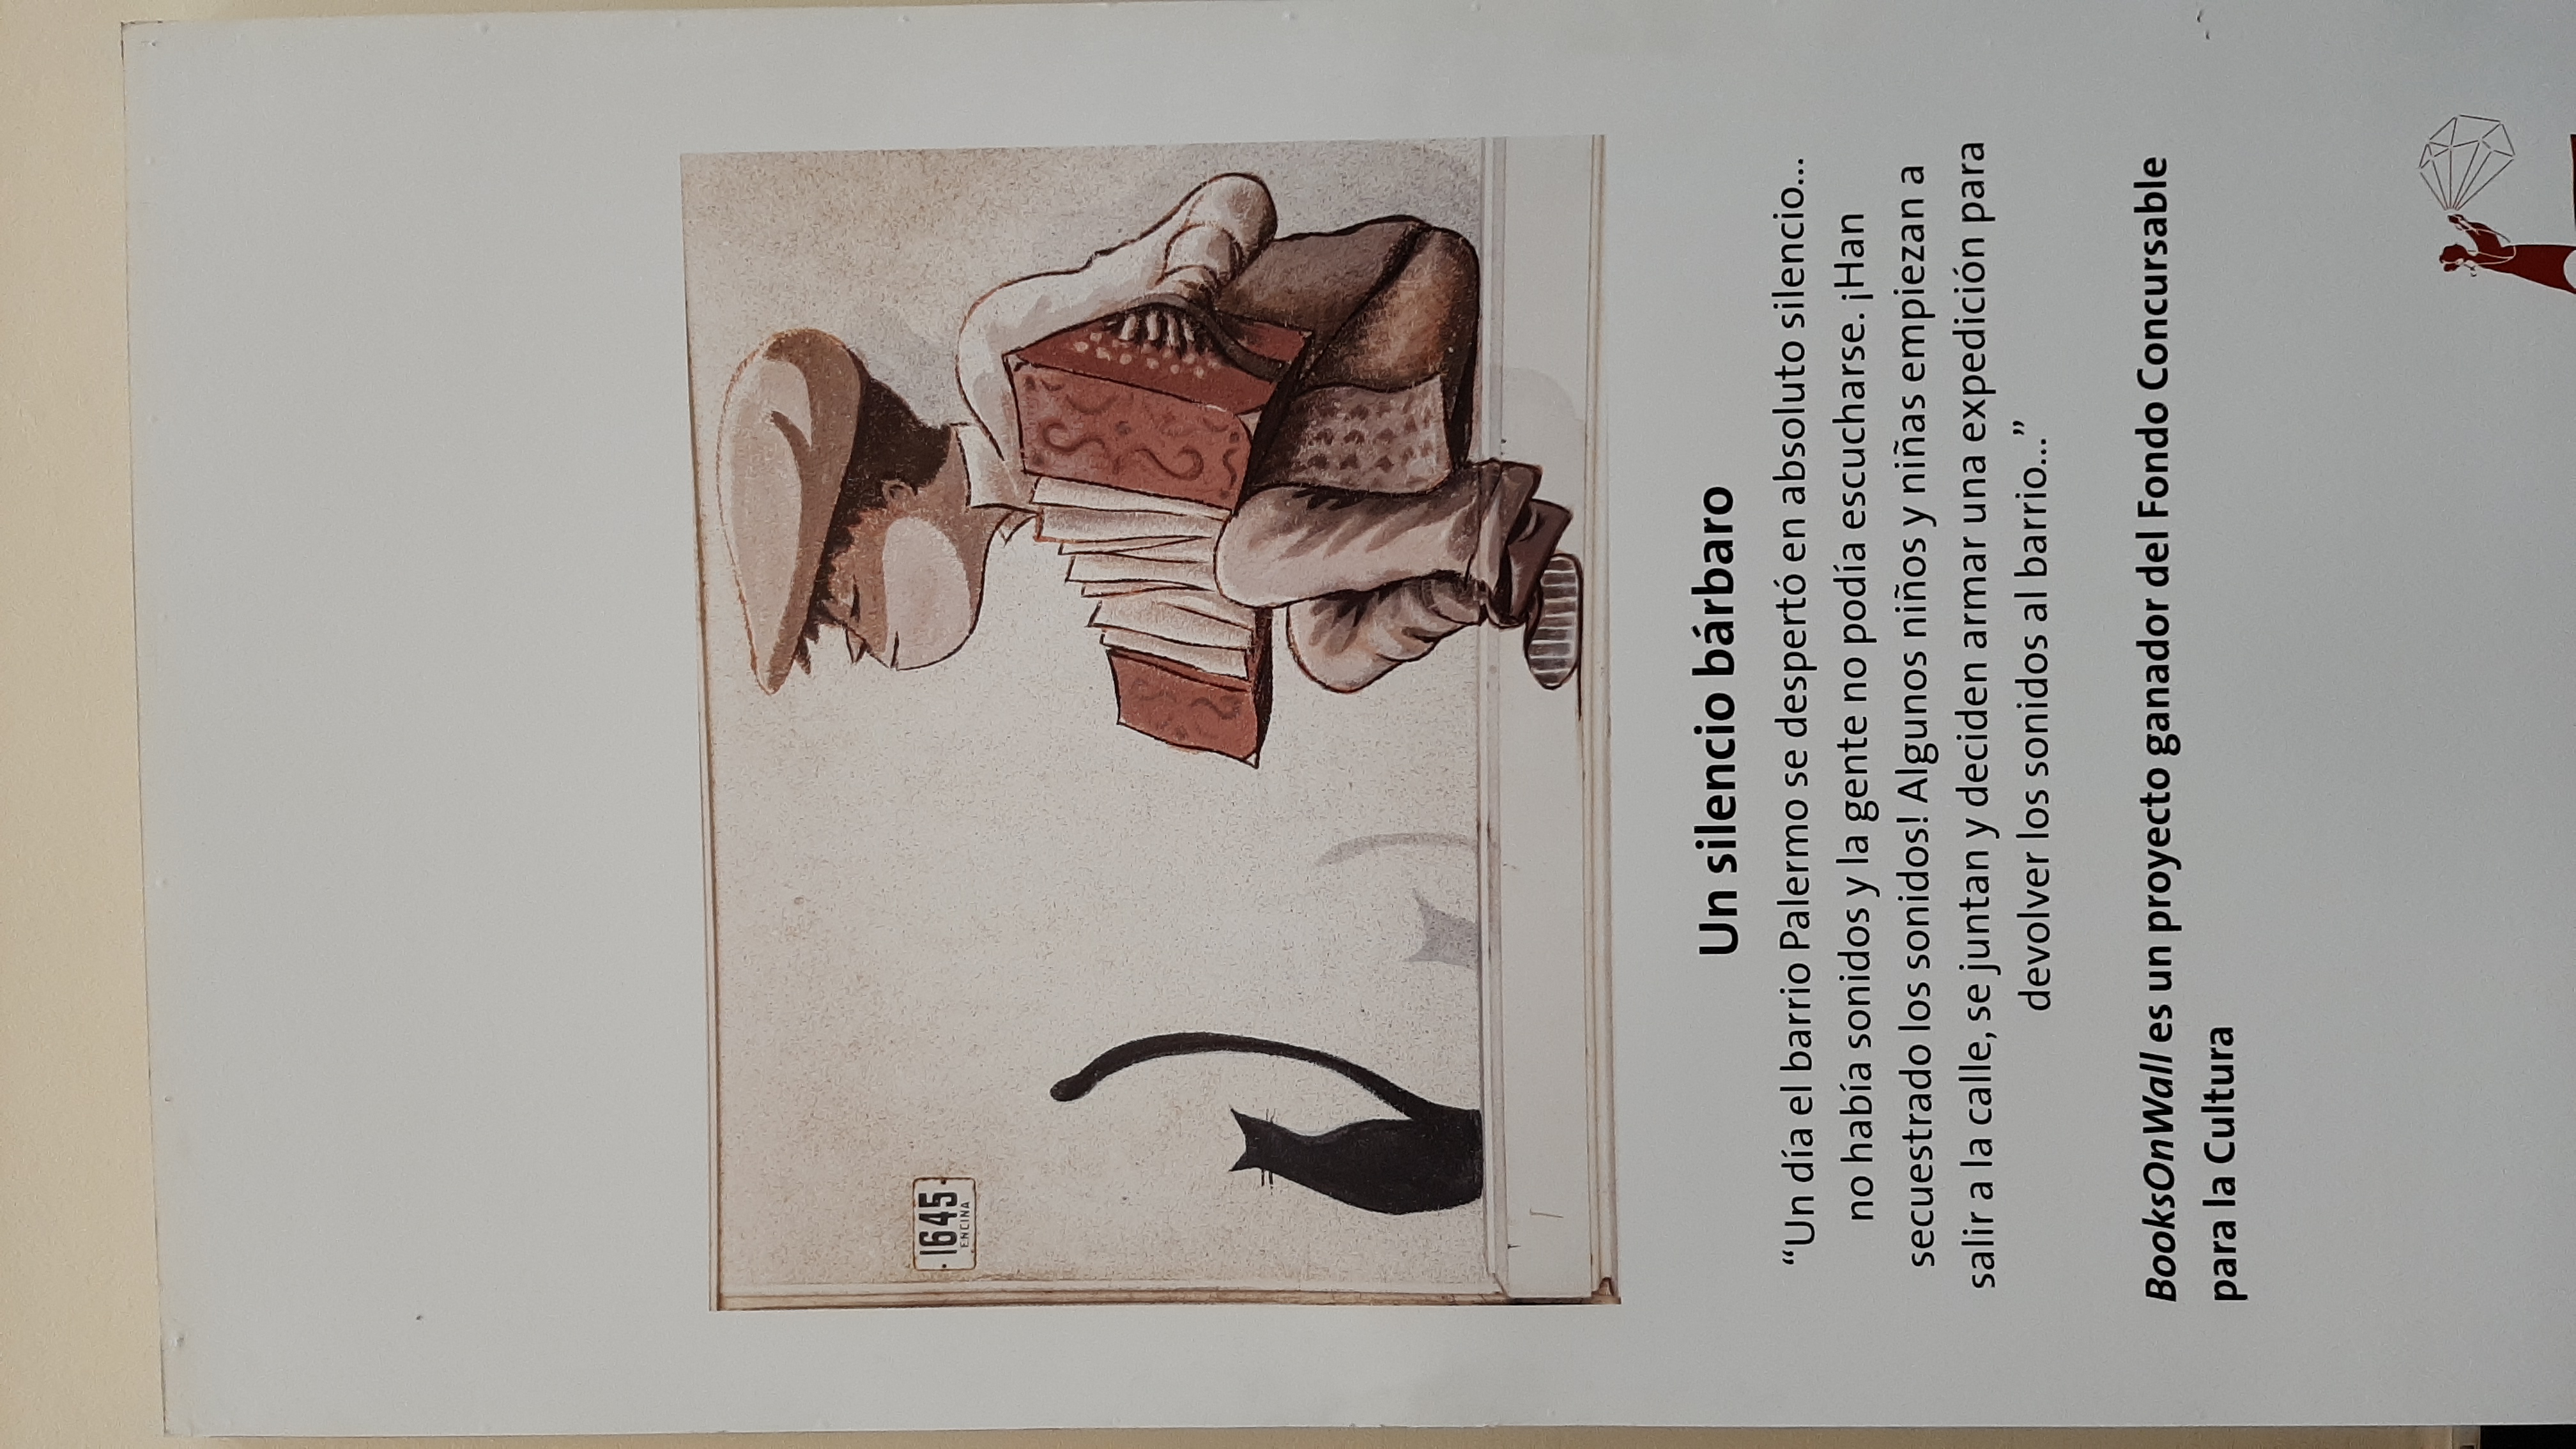 1645
ENCINA
Un silencio bárbaro
“Un día el barrio Palermo se despertó en absoluto silencio...
no había sonidos y la gente no podía escucharse. ¡Han
secuestrado los sonidos! Algunos niños y niñas empiezan a
salir a la calle, se juntan y deciden armar una expedición para
devolver los sonidos al barrio...”
BooksOnWall es un proyecto ganador del Fondo Concursable
para la Cultura